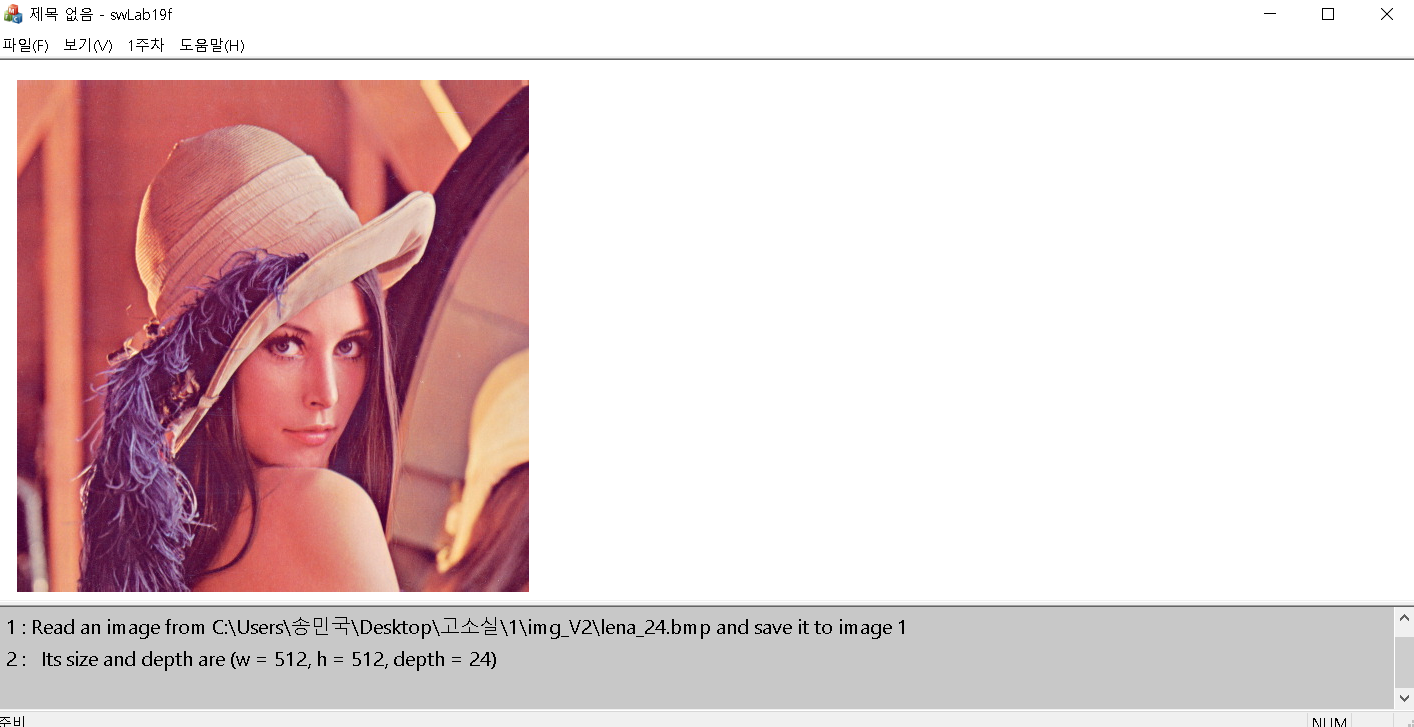 제목 없음 - swLab19f
파일(F) 보기(V) 1주차 도움말(H)
1 : Read an image from C:\Users\송민국\Desktop\고소실\1\img_V2\lena_24.bmp and save it to image 1
2 : Its size and depth are (w = 512, h = 512, depth = 24)
준비 NUM